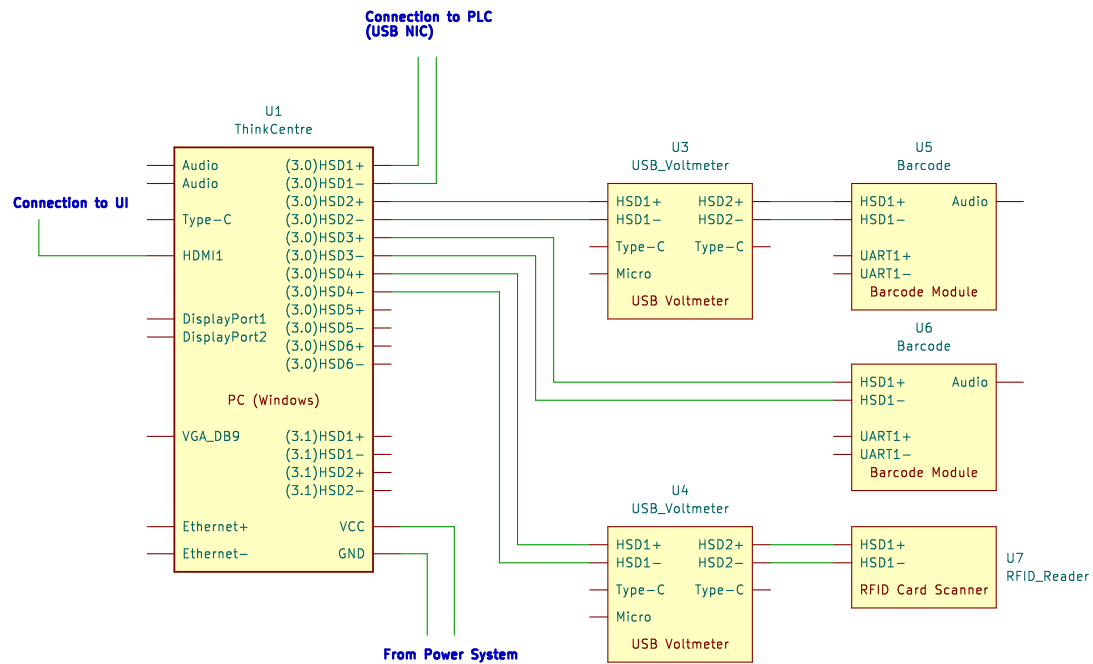 Connection to PLC
(USB NIC)
Connection to UI
U1
ThinkCentre
Audio
Audio
Type-C
HDMI1
DisplayPort1
DisplayPort2
VGA_DB9
Ethernet+
Ethernet-
(3.0)HSD1+
(3.0)HSD1-
(3.0)HSD2+
(3.0)HSD2-
(3.0)HSD3+
(3.0)HSD3-
(3.0)HSD4+
(3.0)HSD4-
(3.0)HSD5+
(3.0)HSD5-
(3.0)HSD6+
(3.0)HSD6-
PC (Windows)
(3.1)HSD1+
(3.1)HSD1-
(3.1)HSD2+
(3.1)HSD2-
VCC
GND
From Power System
U3
USB_Voltmeter
HSD1+ HSD2+
HSD1- HSD2-
Type-C Type-C
Micro
USB Voltmeter
U5
Barcode
HSD1+ Audio
HSD1-
UART1+
UART1-
Barcode Module
U6
Barcode
HSD1+ Audio
HSD1-
UART1+
UART1-
Barcode Module
U4
USB_Voltmeter
HSD1+ HSD2+
HSD1- HSD2-
Type-C Type-C
Micro
USB Voltmeter
HSD1+
HSD1-
RFID Card Scanner
U7
RFID_Reader